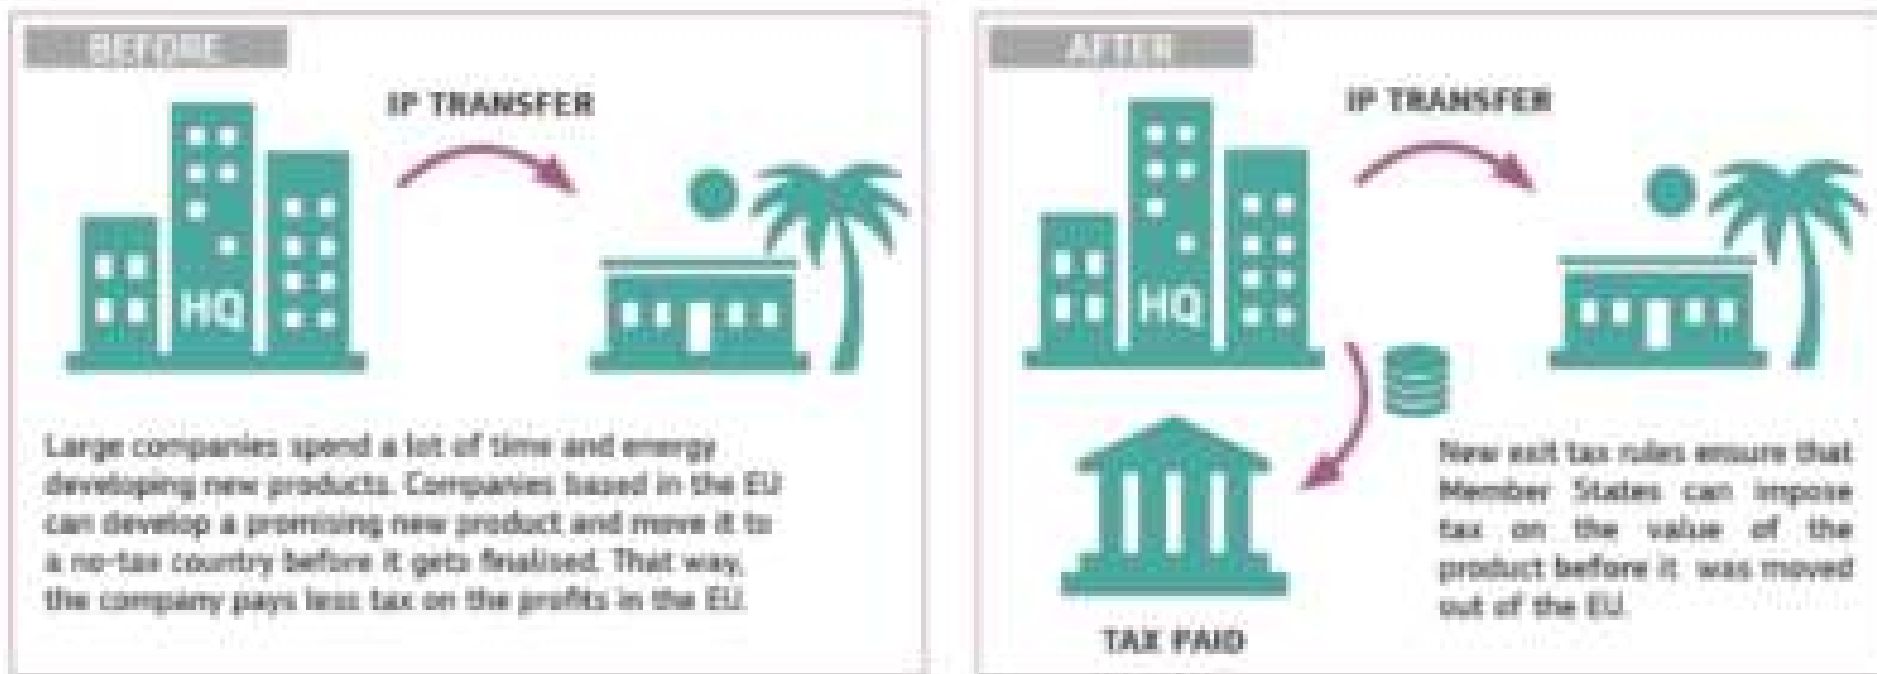 BEFORE
IP TRANSFER
HQ
Large companies spend a lot of time and energy
developing new products. Companies based in the EU
can develop a promising new product and move it to
a no-tax country before it gets finalised. That way,
the company pays less tax on the profits in the EU.
AFTER
IP TRANSFER
HQ
New exit tax rules ensure that
Member States can impose
tax on the value of the
product before it was moved
out of the EU.
TAX PAID